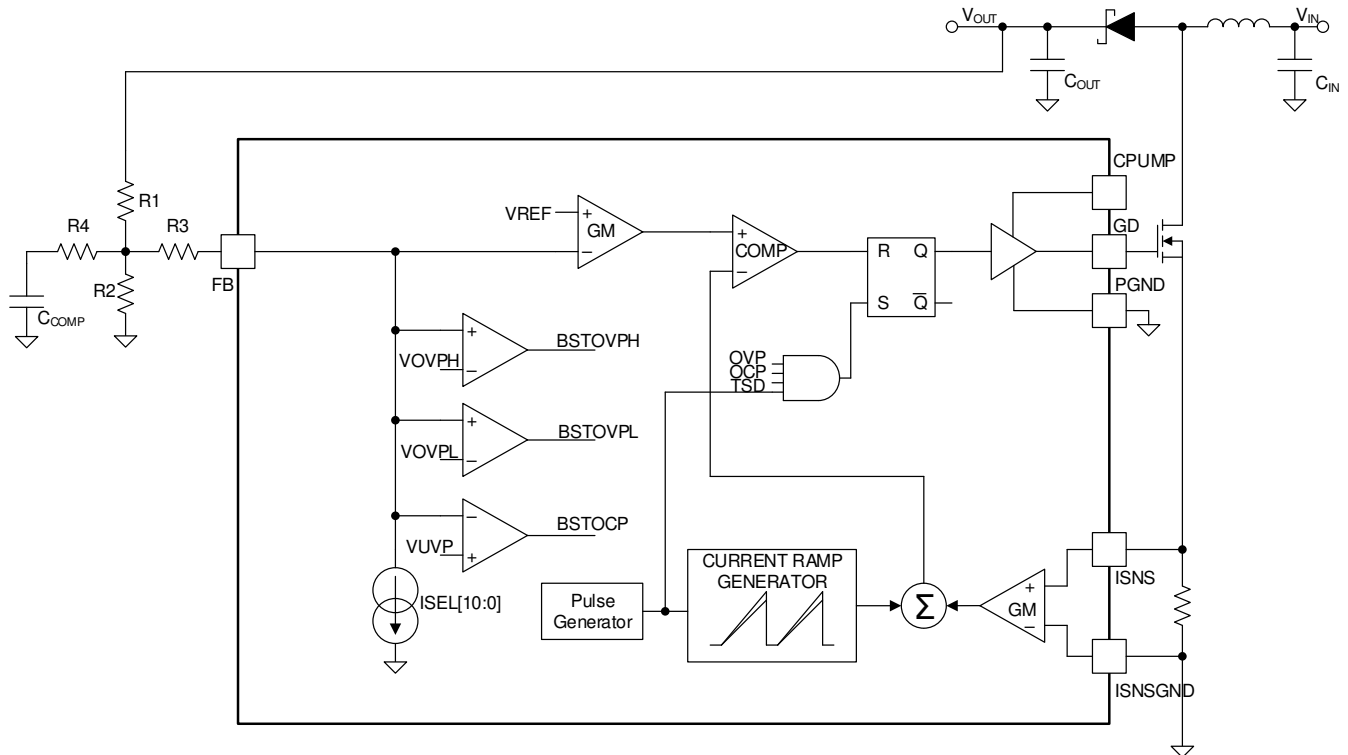 VOUT
VIN
COUT
CIN
CPUMP
R1
R4
R3
VREF
+
GM
−
+
COMP
−
R Q
S Q̅
GD
FB
R2
PGND
CCOMP
+
BSTOVPH
VOVPH
−
OVP
OCP
TSD
+
BSTOVPL
VOVPL
−
−
BSTOCP
VUVP
+
CURRENT RAMP
GENERATOR
ISNS
ISEL[10:0]
Pulse
Generator
Σ
+
GM
−
ISNSGND